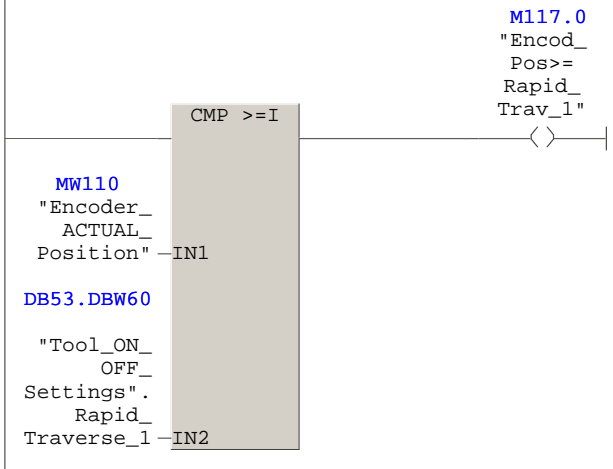 M117.0
"Encod_
Pos>=
Rapid_
Trav_1"
CMP >=I
MW110
"Encoder_
ACTUAL_
Position"
IN1
DB53.DBW60
"Tool_ON_
OFF_
Settings".
Rapid_
Traverse_1
IN2